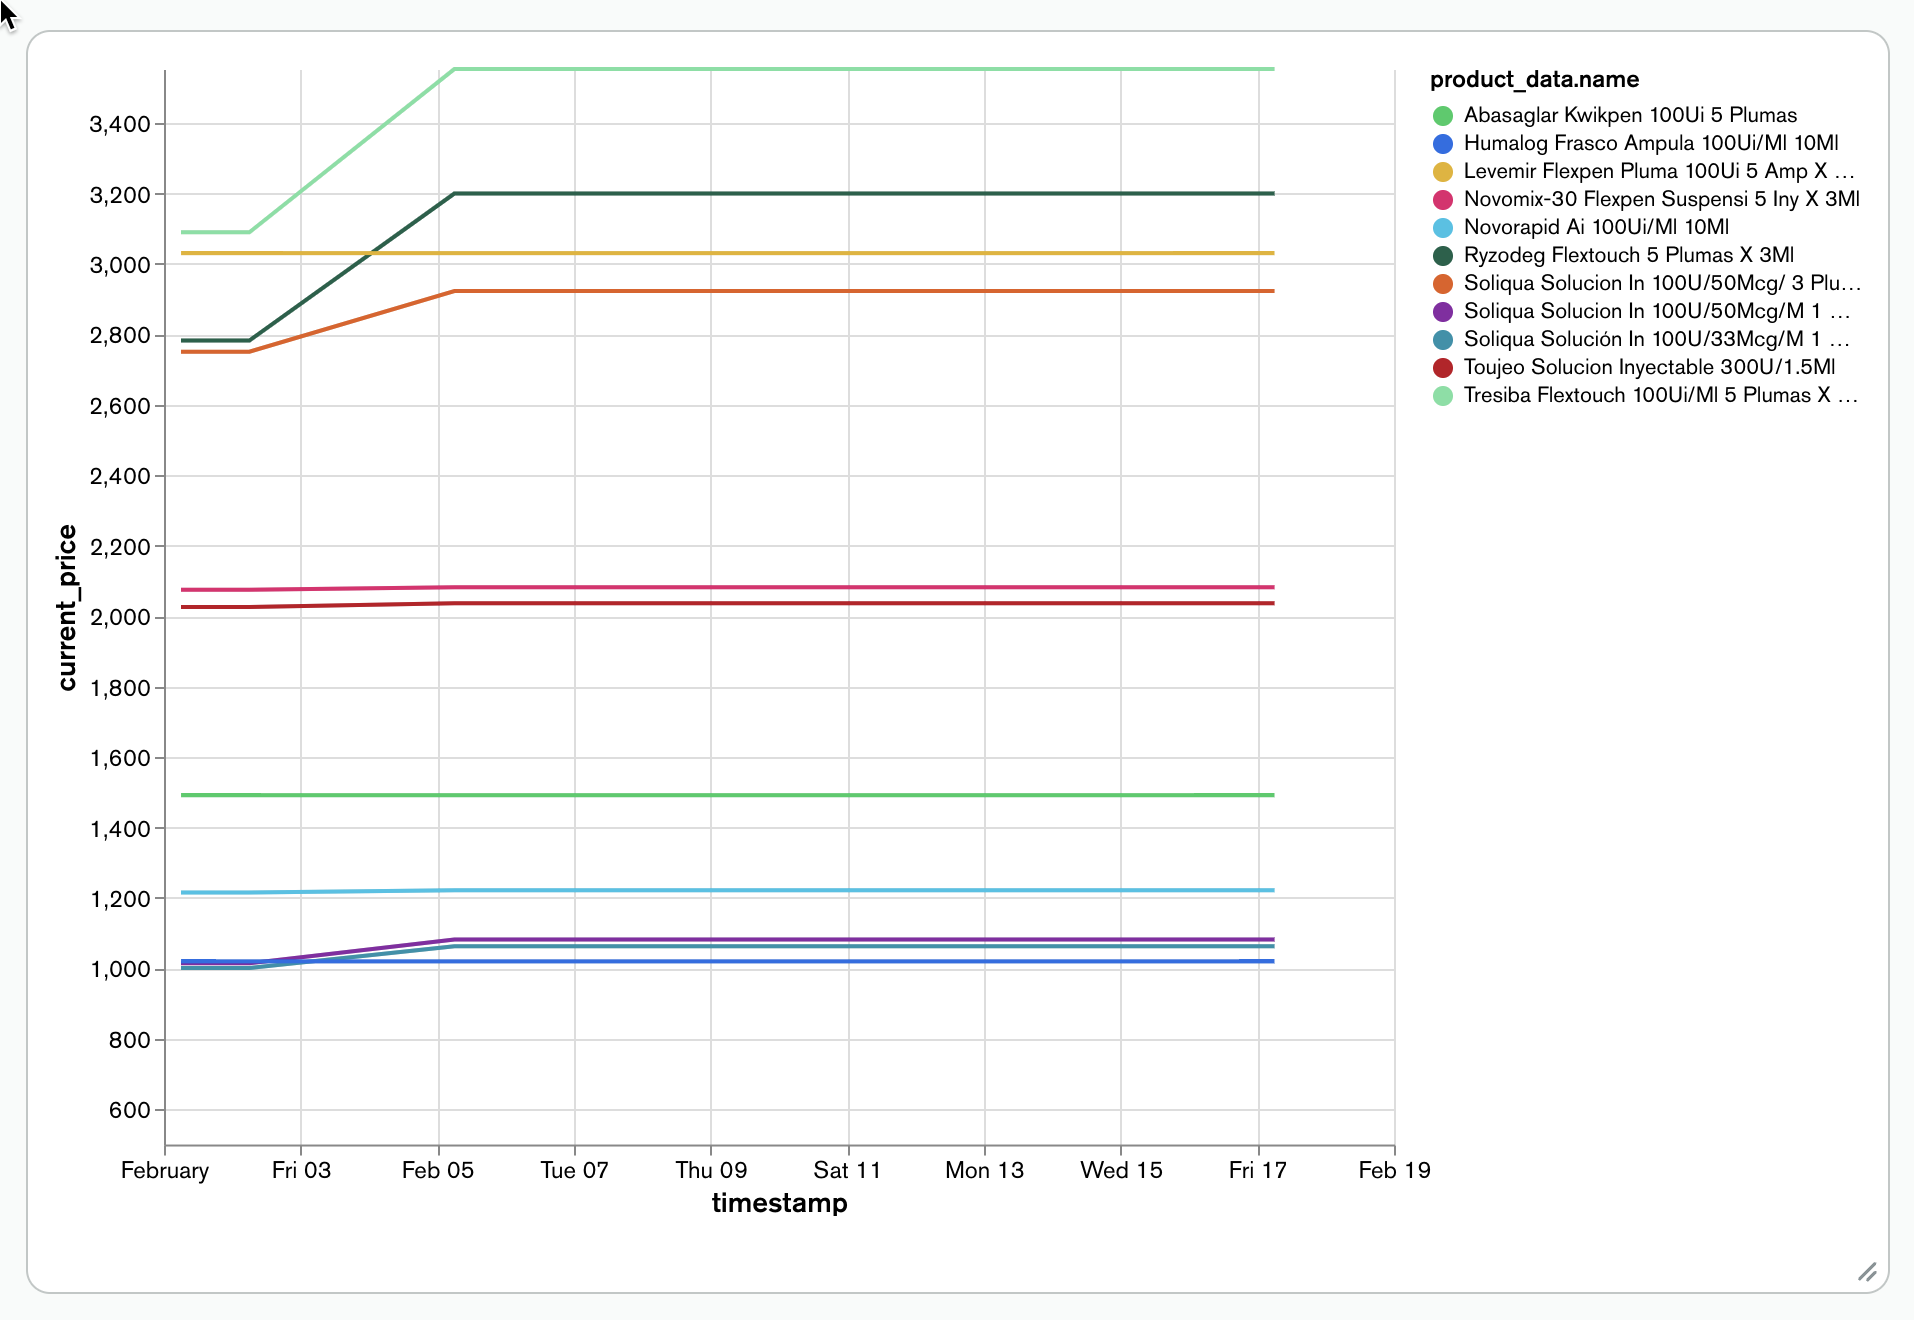 product_data.name
Abasaglar Kwikpen 100Ui 5 Plumas
Humalog Frasco Ampula 100Ui/Ml 10Ml
Levemir Flexpen Pluma 100Ui 5 Amp X …
Novomix-30 Flexpen Suspensi 5 Iny X 3Ml
Novorapid Ai 100Ui/Ml 10Ml
Ryzodeg Flextouch 5 Plumas X 3Ml
Soliqua Solucion In 100U/50Mcg/ 3 Plu…
Soliqua Solucion In 100U/50Mcg/M 1 …
Soliqua Solución In 100U/33Mcg/M 1 …
Toujeo Solucion Inyectable 300U/1.5Ml
Tresiba Flextouch 100Ui/Ml 5 Plumas X …
current_price
3,400
3,200
3,000
2,800
2,600
2,400
2,200
2,000
1,800
1,600
1,400
1,200
1,000
800
600
February Fri 03 Feb 05 Tue 07 Thu 09 Sat 11 Mon 13 Wed 15 Fri 17 Feb 19
timestamp